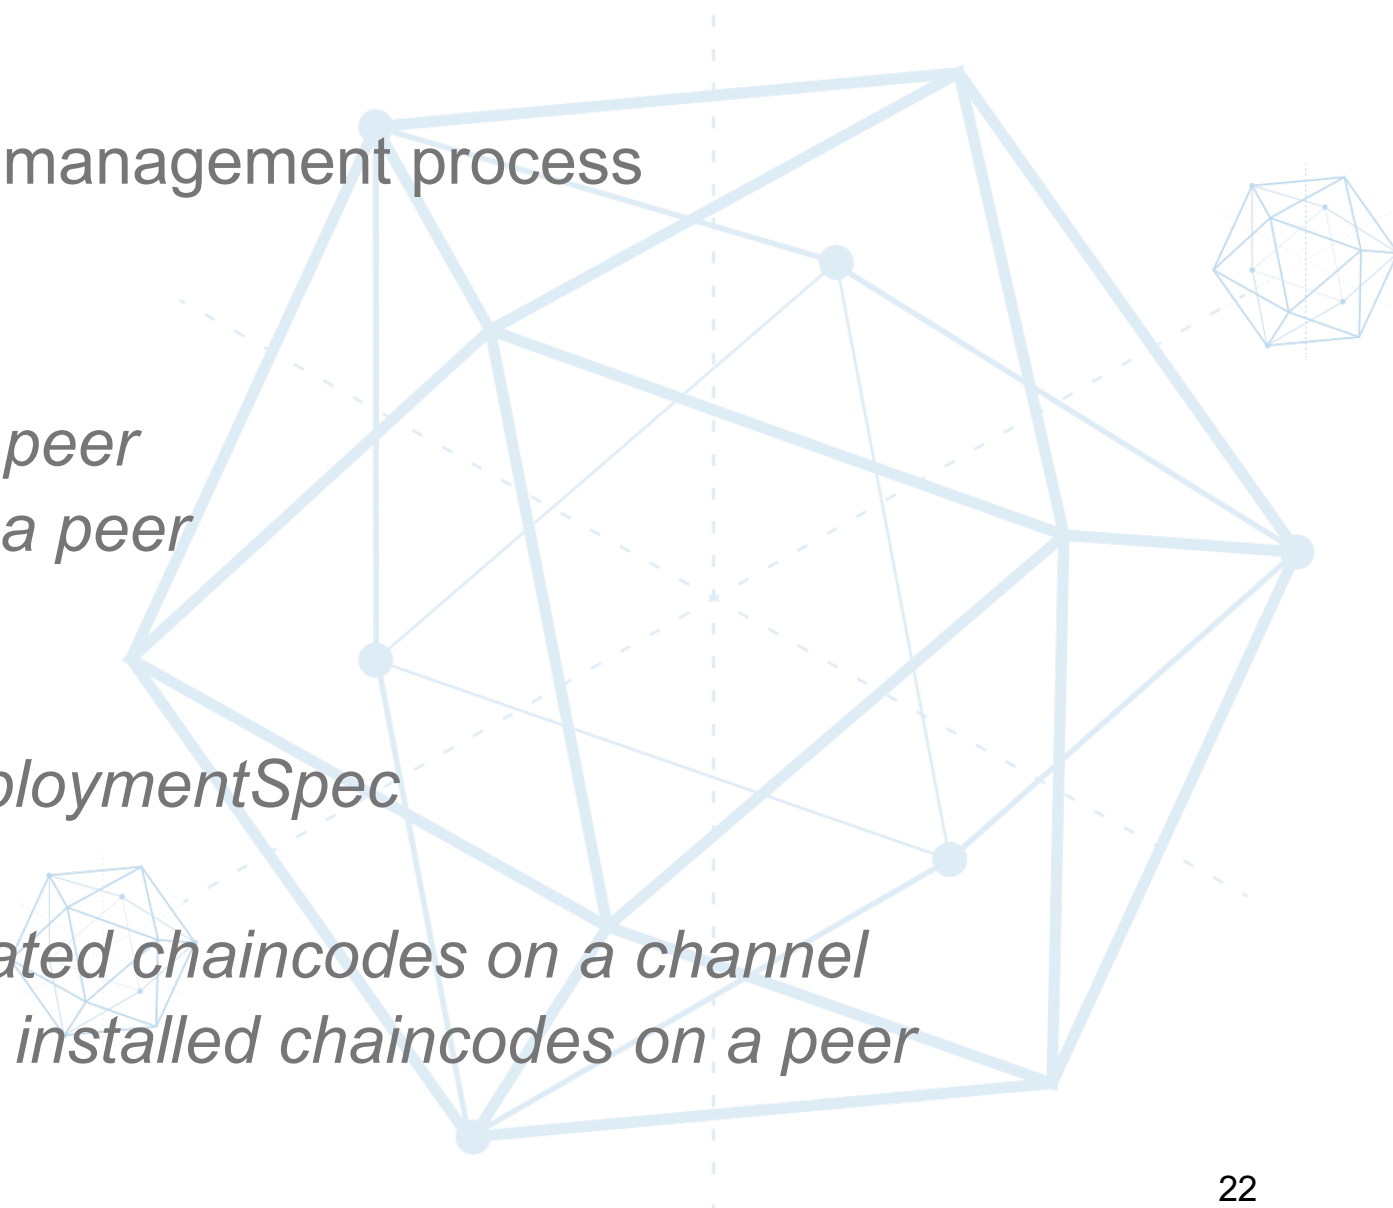 management process
peer
a peer
ploymentSpec
ated chaincodes on a channel
installed chaincodes on a peer
22